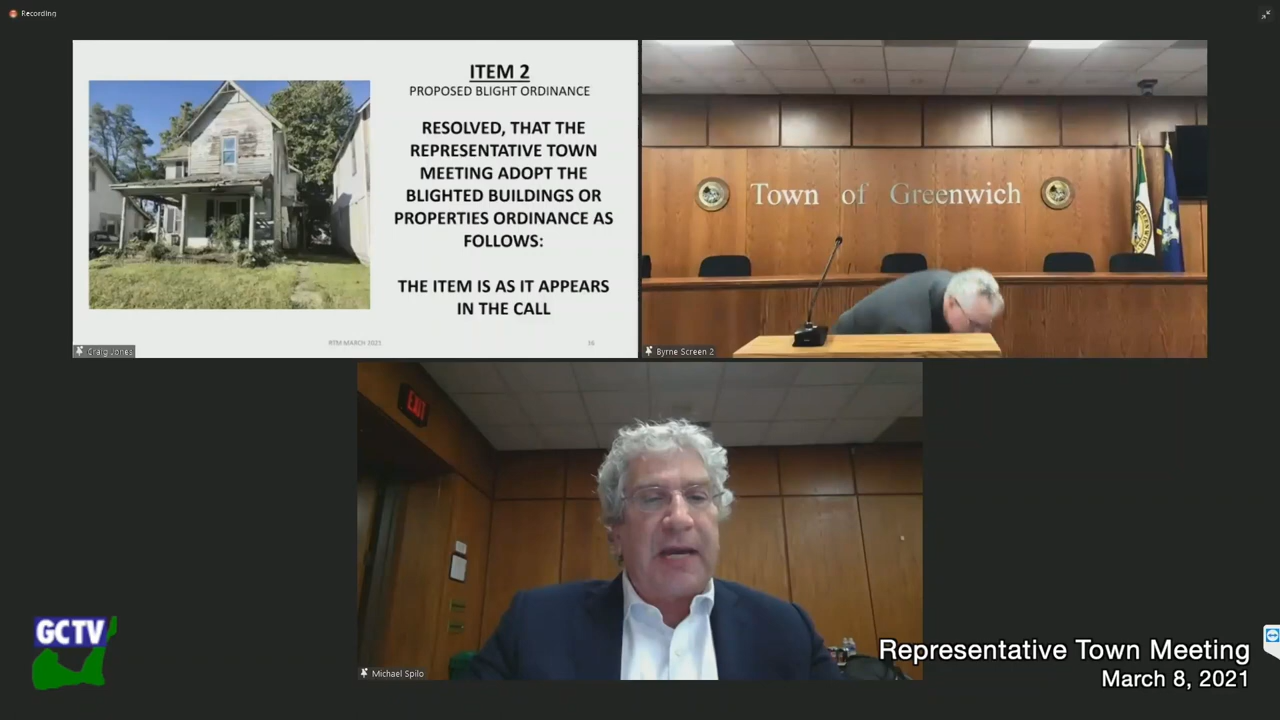 Recording
ITEM 2
PROPOSED BLIGHT ORDINANCE
RESOLVED, THAT THE
REPRESENTATIVE TOWN
MEETING ADOPT THE
BLIGHTED BUILDINGS OR
PROPERTIES ORDINANCE AS
FOLLOWS:
THE ITEM IS AS IT APPEARS
IN THE CALL
RTM MARCH 2021
16
Craig Jones
Town of Greenwich
Byrne Screen 2
EXIT
Michael Spilo
GCTV
Representative Town Meeting
March 8, 2021